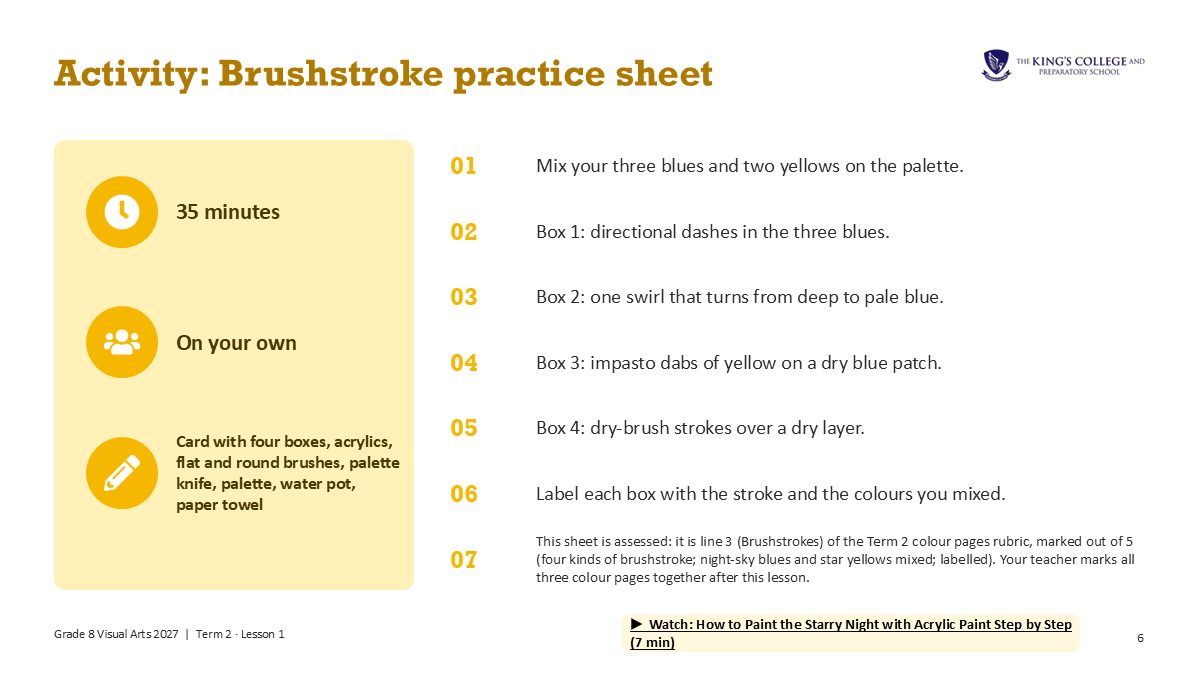 Activity: Brushstroke practice sheet
THE KING'S COLLEGE AND
PREPARATORY SCHOOL
35 minutes
On your own
Card with four boxes, acrylics,
flat and round brushes, palette
knife, palette, water pot,
paper towel
01 Mix your three blues and two yellows on the palette.
02 Box 1: directional dashes in the three blues.
03 Box 2: one swirl that turns from deep to pale blue.
04 Box 3: impasto dabs of yellow on a dry blue patch.
05 Box 4: dry-brush strokes over a dry layer.
06 Label each box with the stroke and the colours you mixed.
07 This sheet is assessed: it is line 3 (Brushstrokes) of the Term 2 colour pages rubric, marked out of 5
(four kinds of brushstroke; night-sky blues and star yellows mixed; labelled). Your teacher marks all
three colour pages together after this lesson.
Grade 8 Visual Arts 2027 | Term 2 · Lesson 1
▶ Watch: How to Paint the Starry Night with Acrylic Paint Step by Step
(7 min)
6